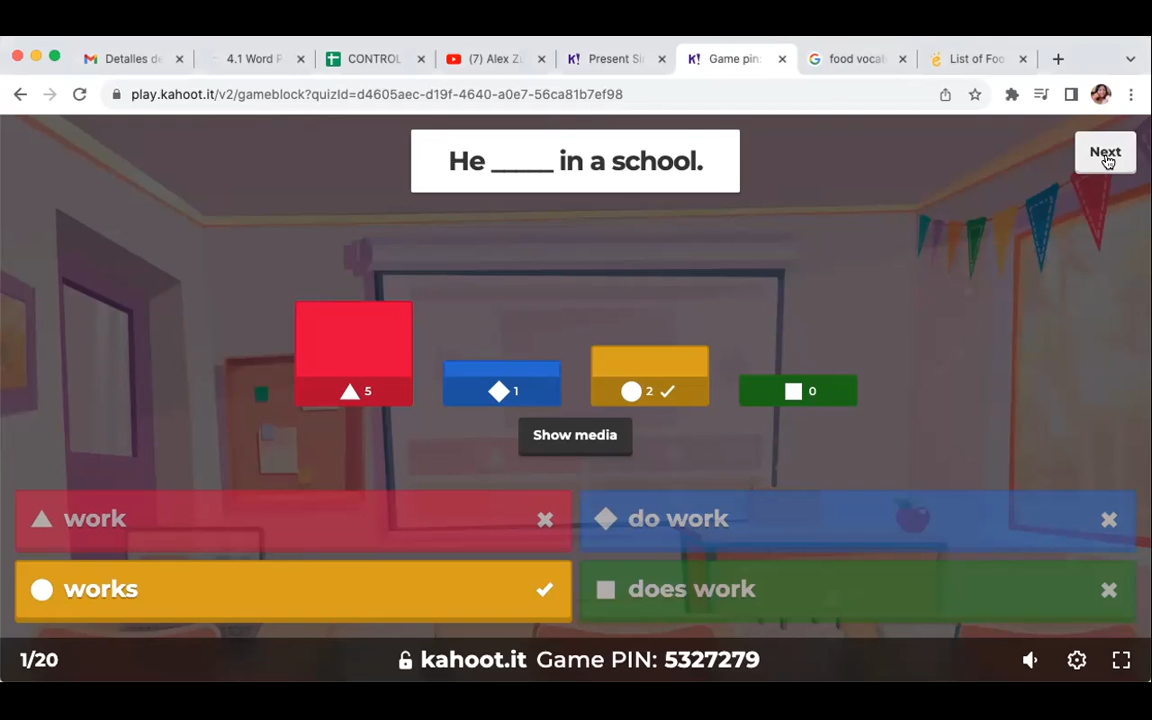 Detalles de
4.1 Word P
CONTROL
(7) Alex Zu
Present Sim
Game pin:
food vocab
List of Foo
play.kahoot.it/v2/gameblock?quizId=d4605aec-d19f-4640-a0e7-56ca81b7ef98
He _____ in a school.
Next
5
1
2
0
Show media
work
do work
works
does work
1/20
kahoot.it Game PIN: 5327279